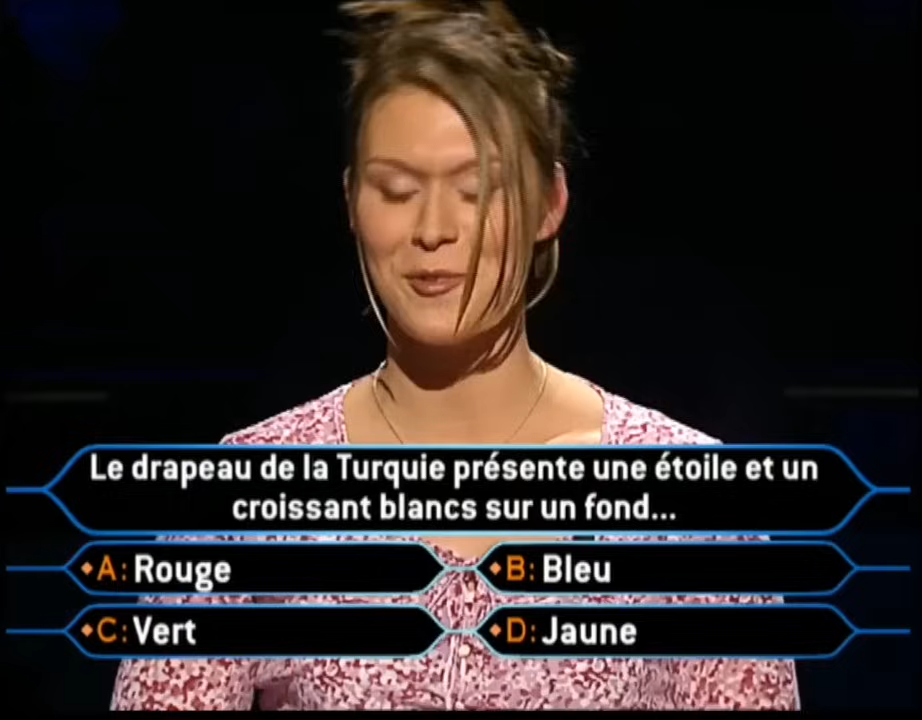 Le drapeau de la Turquie présente une étoile et un
croissant blancs sur un fond...
A: Rouge
B: Bleu
C: Vert
D: Jaune